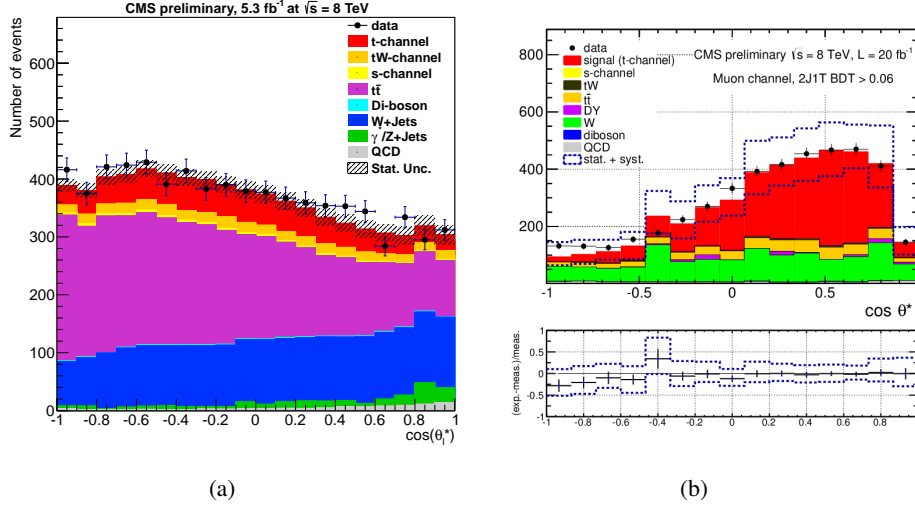 CMS preliminary, 5.3 fb⁻¹ at √s = 8 TeV
Number of events
600
500
400
300
200
100
0
data
t-channel
tW-channel
s-channel
tt̄
Di-boson
W+Jets
γ /Z+Jets
QCD
Stat. Unc.
-1 -0.8 -0.6 -0.4 -0.2 0 0.2 0.4 0.6 0.8 1
cos(θₗ*)
(a)
800
600
400
200
data
signal (t-channel)
s-channel
tW
tt̄
DY
W
diboson
QCD
stat. + syst.
CMS preliminary √s = 8 TeV, L = 20 fb⁻¹
Muon channel, 2J1T BDT > 0.06
-1 -0.5 0 0.5
cos θ*
(exp.-meas.)/meas.
1
0.5
0
-0.5
-1
-1 -0.8 -0.6 -0.4 -0.2 0 0.2 0.4 0.6 0.8
(b)